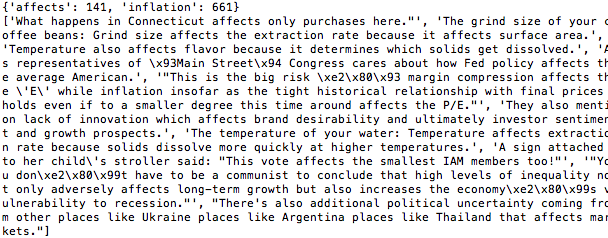 {'affects': 141, 'inflation': 661}
['What happens in Connecticut affects only purchases here."', 'The grind size of your c
offee beans: Grind size affects the extraction rate because it affects surface area.',
'Temperature also affects flavor because it determines which solids get dissolved.', 'A
s representatives of \x93Main Street\x94 Congress cares about how Fed policy affects th
e average American.', '"This is the big risk \xe2\x80\x93 margin compression affects th
e \'E\' while inflation insofar as the tight historical relationship with final prices
holds even if to a smaller degree this time around affects the P/E."', 'They also menti
on lack of innovation which affects brand desirability and ultimately investor sentimen
t and growth prospects.', 'The temperature of your water: Temperature affects extractio
n rate because solids dissolve more quickly at higher temperatures.', 'A sign attached
to her child\'s stroller said: "This vote affects the smallest IAM members too!"', '"Yo
u don\xe2\x80\x99t have to be a communist to conclude that high levels of inequality no
t only adversely affects long-term growth but also increases the economy\xe2\x80\x99s v
ulnerability to recession."', "There's also additional political uncertainty coming fro
m other places like Ukraine places like Argentina places like Thailand that affects mar
kets."]